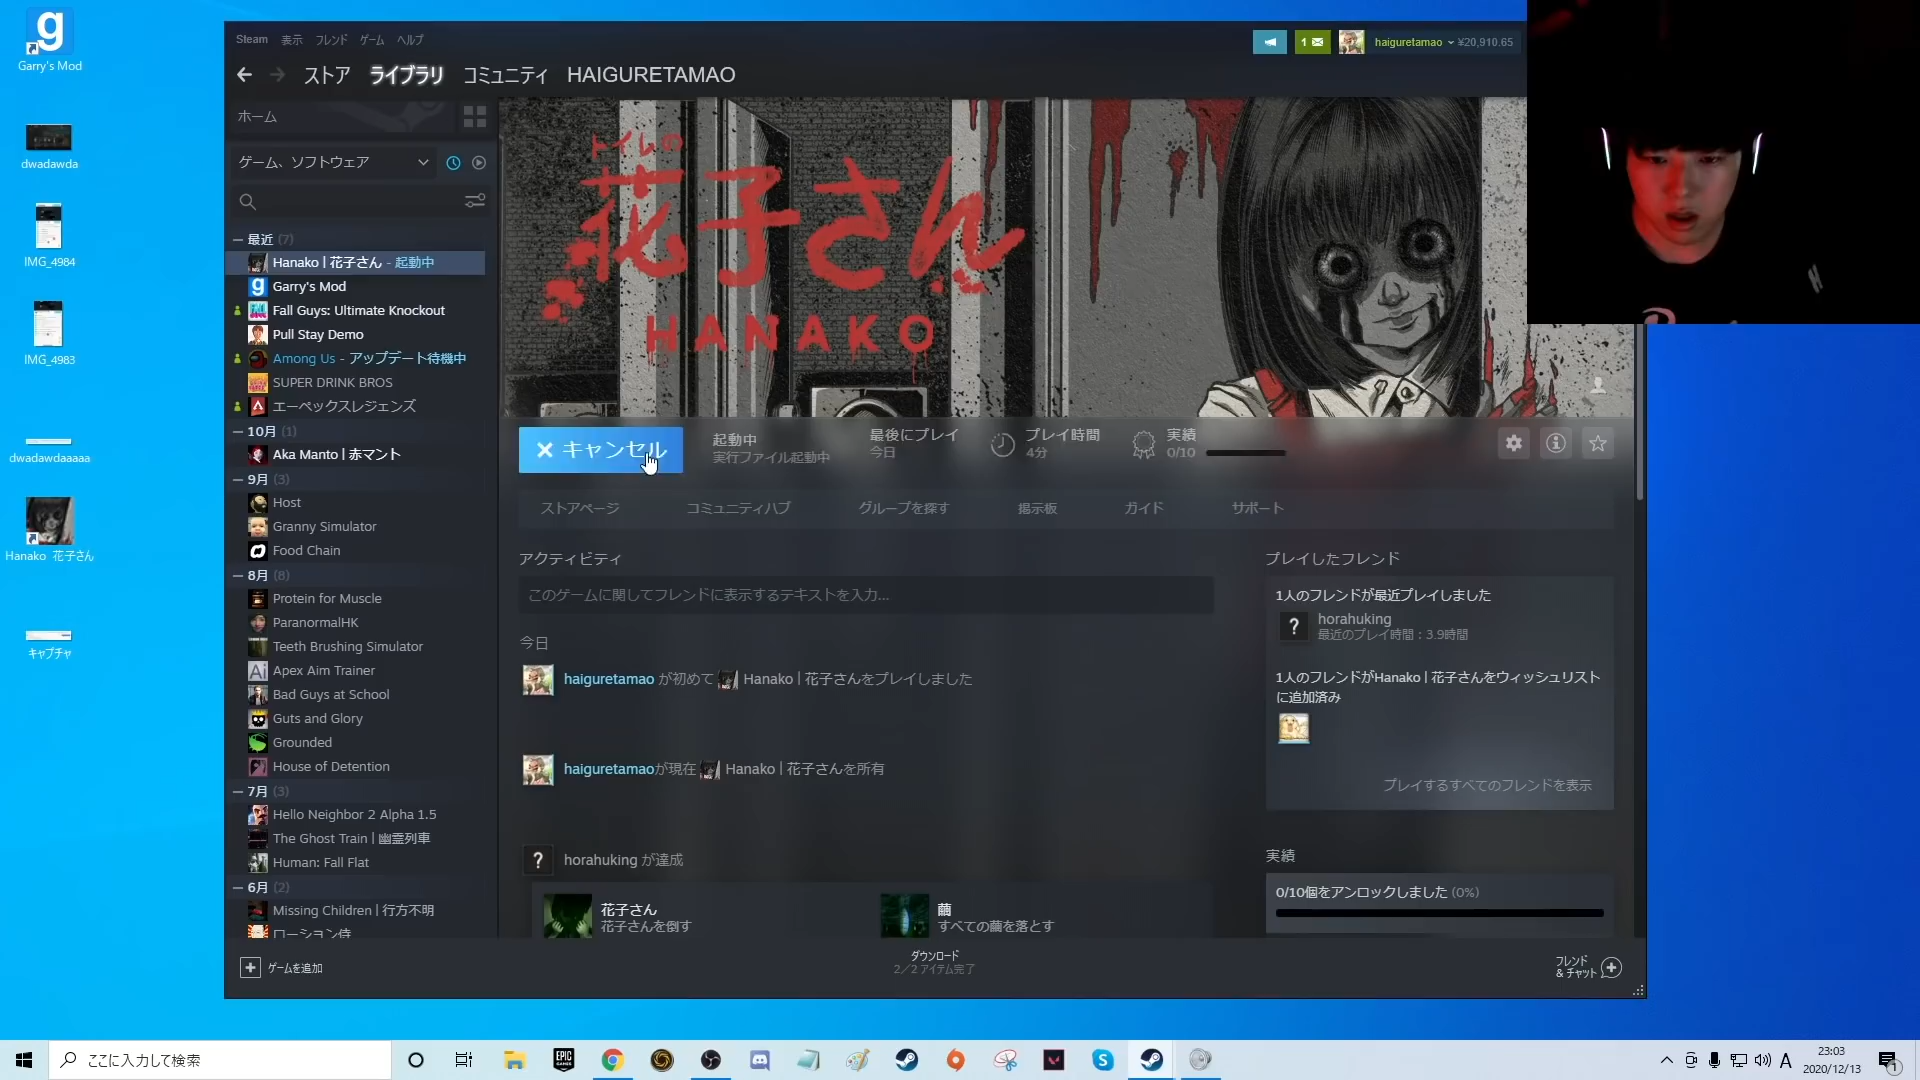 Garry's Mod
dwadawda
IMG_4984
IMG_4983
dwadawdaaaaa
Hanako 花子さん
キャプチャ
Steam 表示 フレンド ゲーム ヘルプ
1
haiguretamao
¥20,910.65
ストア ライブラリ コミュニティ HAIGURETAMAO
ホーム
ゲーム、ソフトウェア
最近 (7)
Hanako | 花子さん - 起動中
Garry's Mod
Fall Guys: Ultimate Knockout
Pull Stay Demo
Among Us - アップデート待機中
SUPER DRINK BROS
エーペックスレジェンズ
10月 (1)
Aka Manto | 赤マント
9月 (3)
Host
Granny Simulator
Food Chain
8月 (8)
Protein for Muscle
ParanormalHK
Teeth Brushing Simulator
Apex Aim Trainer
Bad Guys at School
Guts and Glory
Grounded
House of Detention
7月 (3)
Hello Neighbor 2 Alpha 1.5
The Ghost Train | 幽霊列車
Human: Fall Flat
6月 (2)
Missing Children | 行方不明
ローション侍
トイレの
花子さん
HANAKO
キャンセル
起動中
実行ファイル起動中
最後にプレイ
今日
プレイ時間
4分
実績
0/10
ストアページ コミュニティハブ グループを探す 掲示板 ガイド サポート
アクティビティ
このゲームに関してフレンドに表示するテキストを入力...
今日
haiguretamao が初めて Hanako | 花子さんをプレイしました
haiguretamaoが現在 Hanako | 花子さんを所有
horahuking が達成
花子さん
花子さんを倒す
繭
すべての繭を落とす
プレイしたフレンド
1人のフレンドが最近プレイしました
horahuking
最近のプレイ時間：3.9時間
1人のフレンドがHanako | 花子さんをウィッシュリスト
に追加済み
プレイするすべてのフレンドを表示
実績
0/10個をアンロックしました (0%)
ゲームを追加
ダウンロード
2／2 アイテム完了
フレンド
& チャット
ここに入力して検索
EPIC
GAMES
A
23:03
2020/12/13
1